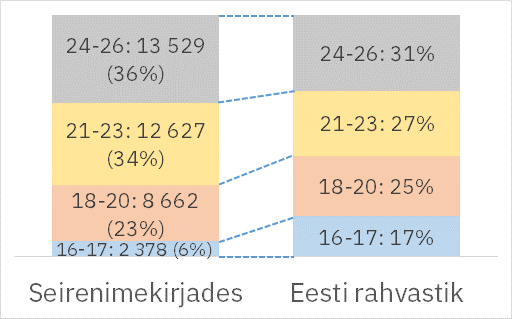 24-26: 13 529
(36%)
21-23: 12 627
(34%)
18-20: 8 662
(23%)
16-17: 2 378 (6%)
24-26: 31%
21-23: 27%
18-20: 25%
16-17: 17%
Seirenimekirjades
Eesti rahvastik